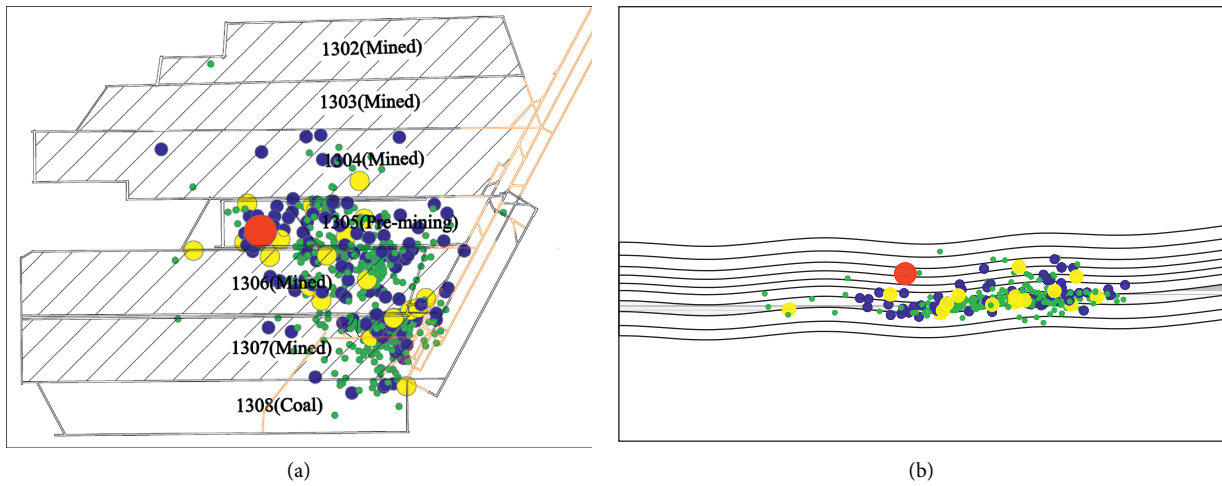 1302(Mined)
1303(Mined)
1304(Mined)
1305(Pre-mining)
1306(Mined)
1307(Mined)
1308(Coal)
(a)
(b)